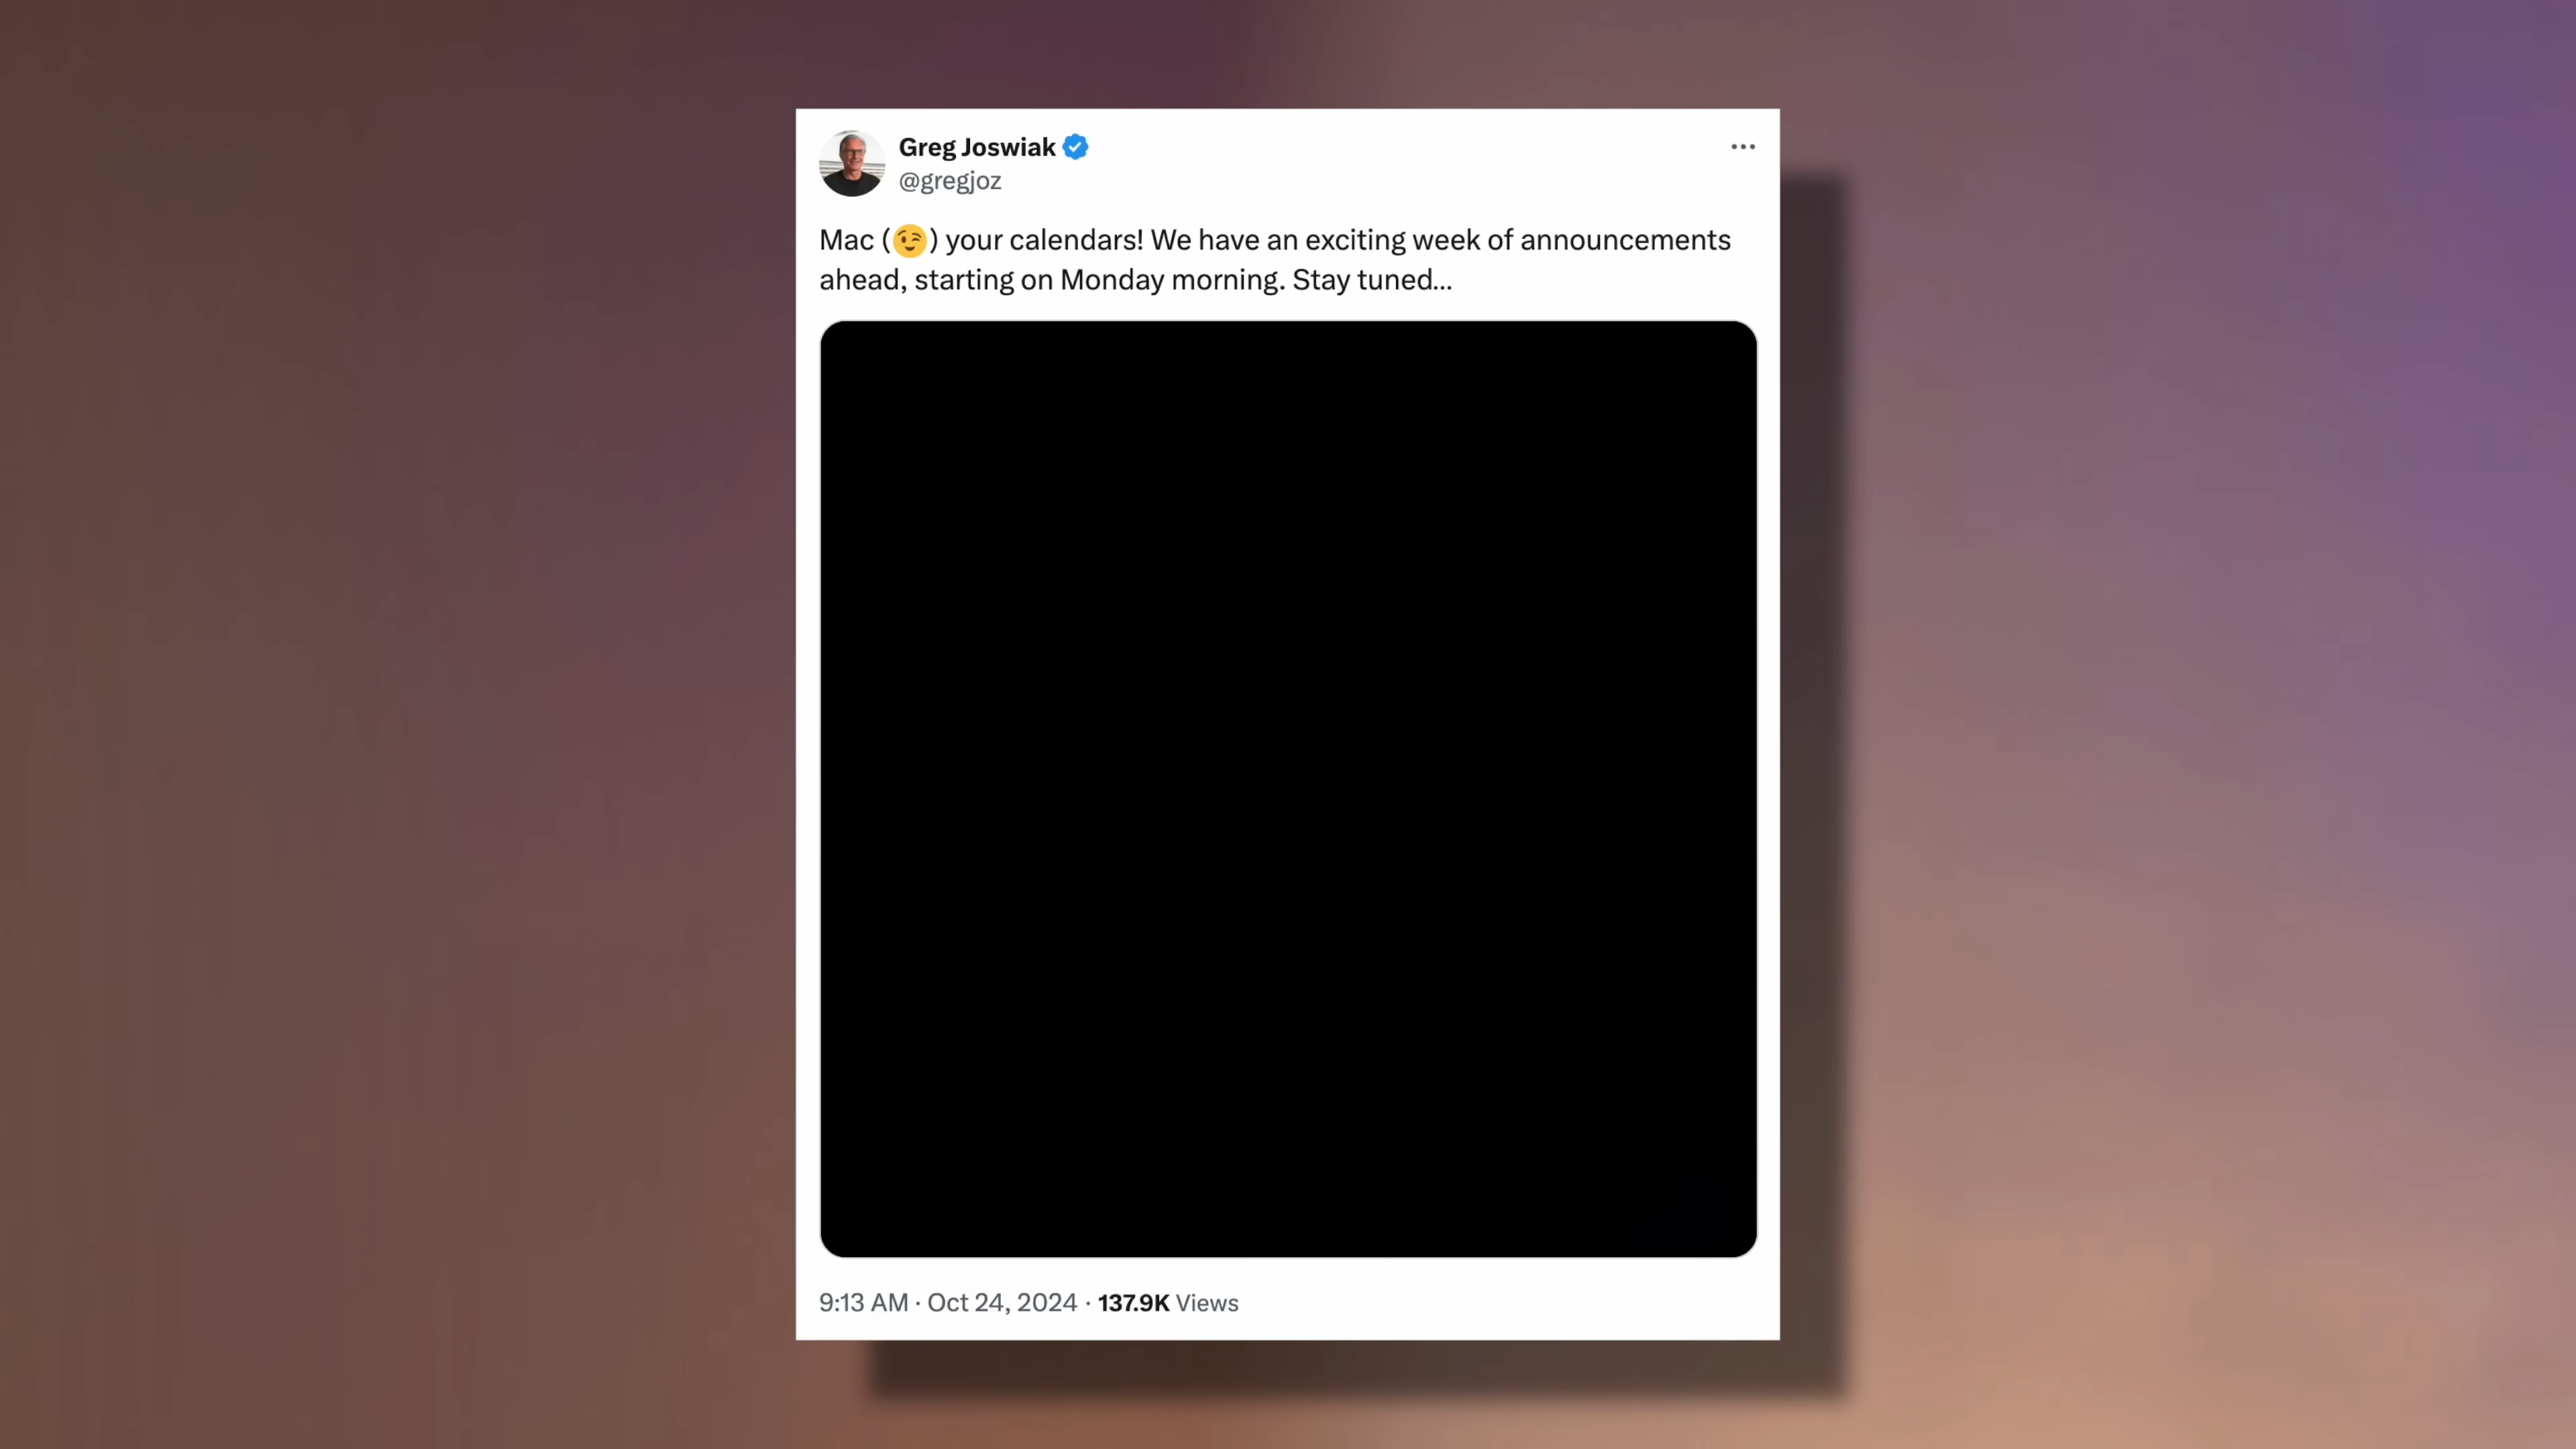 Greg Joswiak
@gregjoz
Mac (😉) your calendars! We have an exciting week of announcements
ahead, starting on Monday morning. Stay tuned...
9:13 AM · Oct 24, 2024 · 137.9K Views